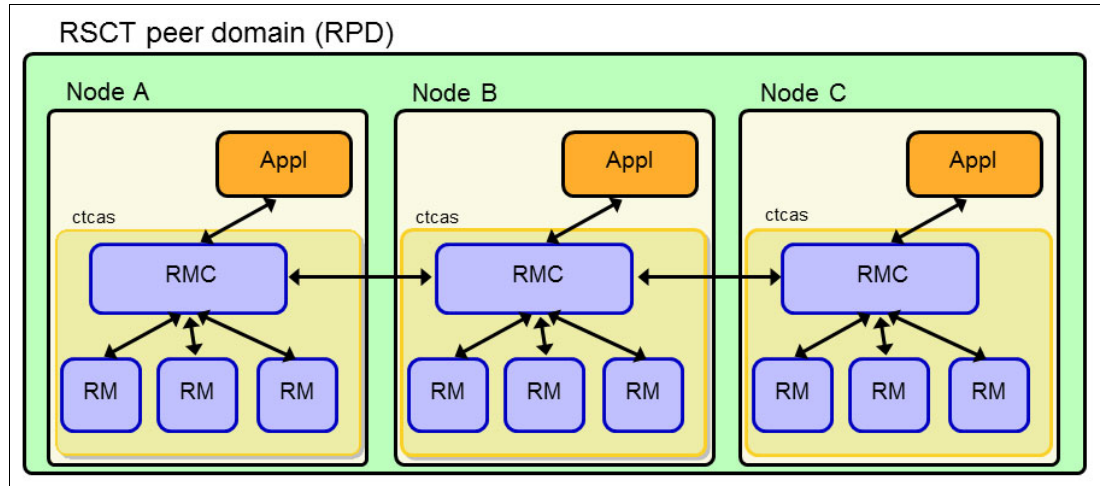 RSCT peer domain (RPD)
Node A
Node B
Node C
Appl
Appl
Appl
ctcas
ctcas
ctcas
RMC
RMC
RMC
RM RM RM
RM RM RM
RM RM RM